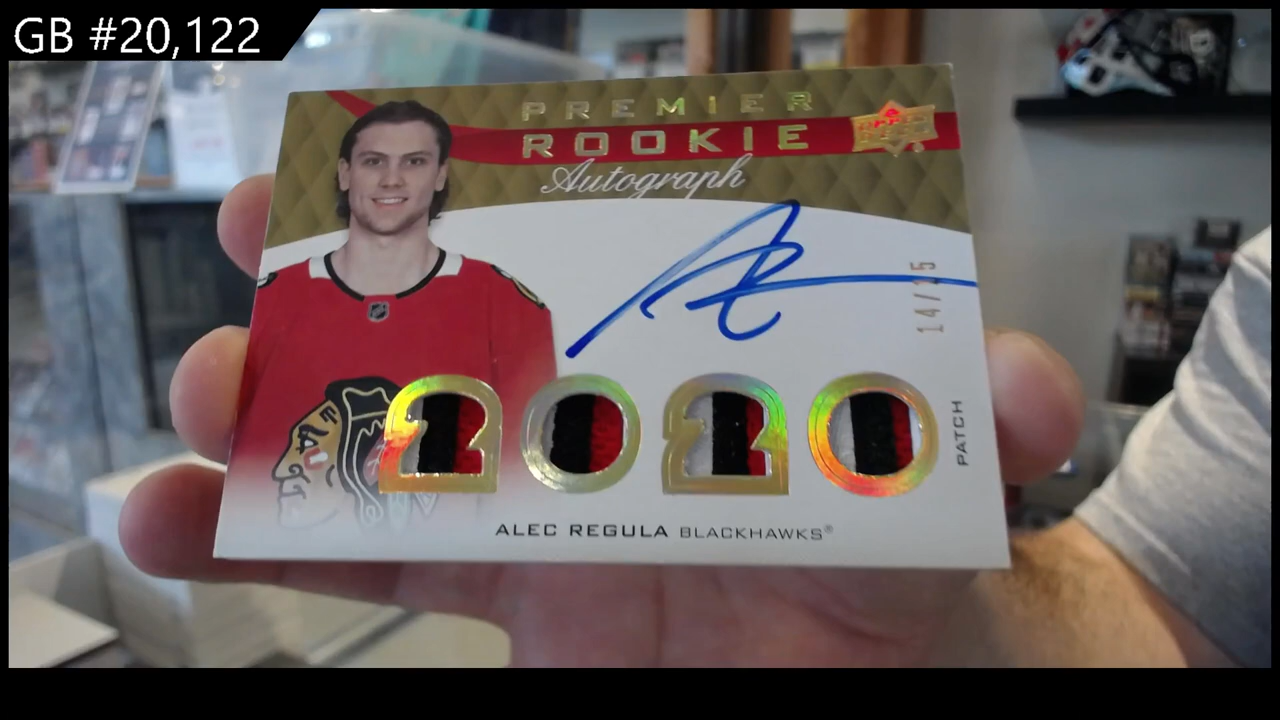 GB #20,122
PREMIER
ROOKIE
Autograph
14/15
PATCH
2020
ALEC REGULA BLACKHAWKS®